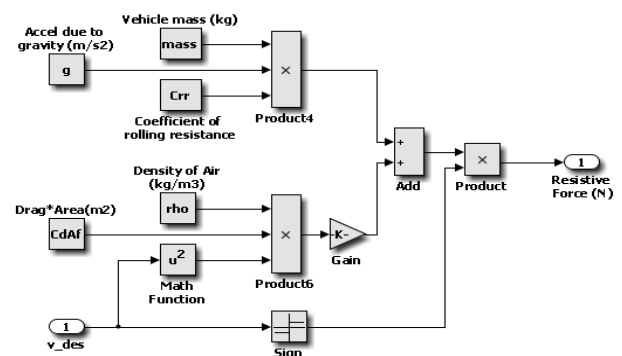 Vehicle mass (kg)
Accel due to
gravity (m/s2)
mass
g
×
Crr
Coefficient of
rolling resistance
Product4
+
+
Add
×
Product
1
Resistive
Force (N)
Density of Air
(kg/m3)
Drag*Area(m2)
rho
CdAf
×
-K-
Gain
u²
Math
Function
Product6
1
v_des
Sign